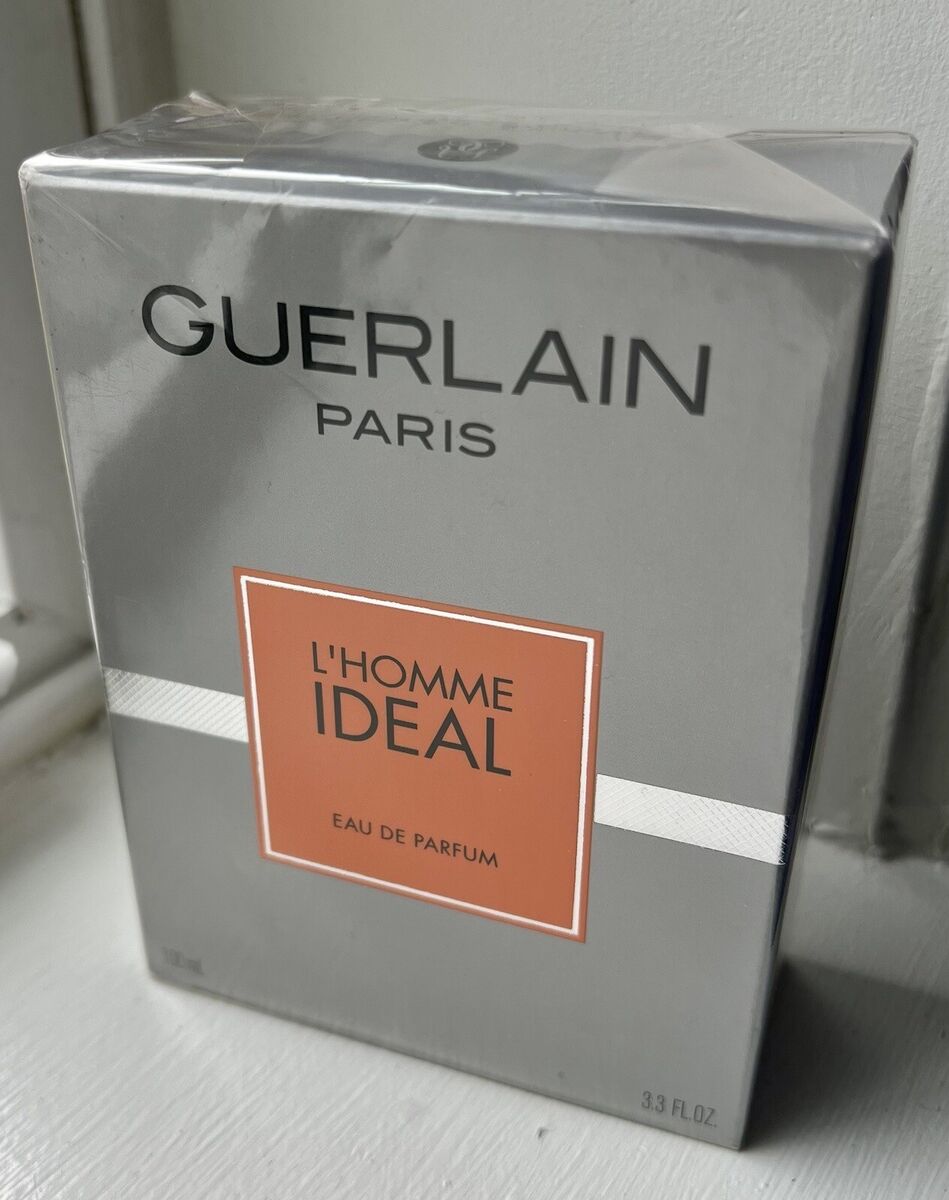 GUERLAIN
PARIS
L'HOMME
IDEAL
EAU DE PARFUM
100 ml
3.3 FL.OZ.